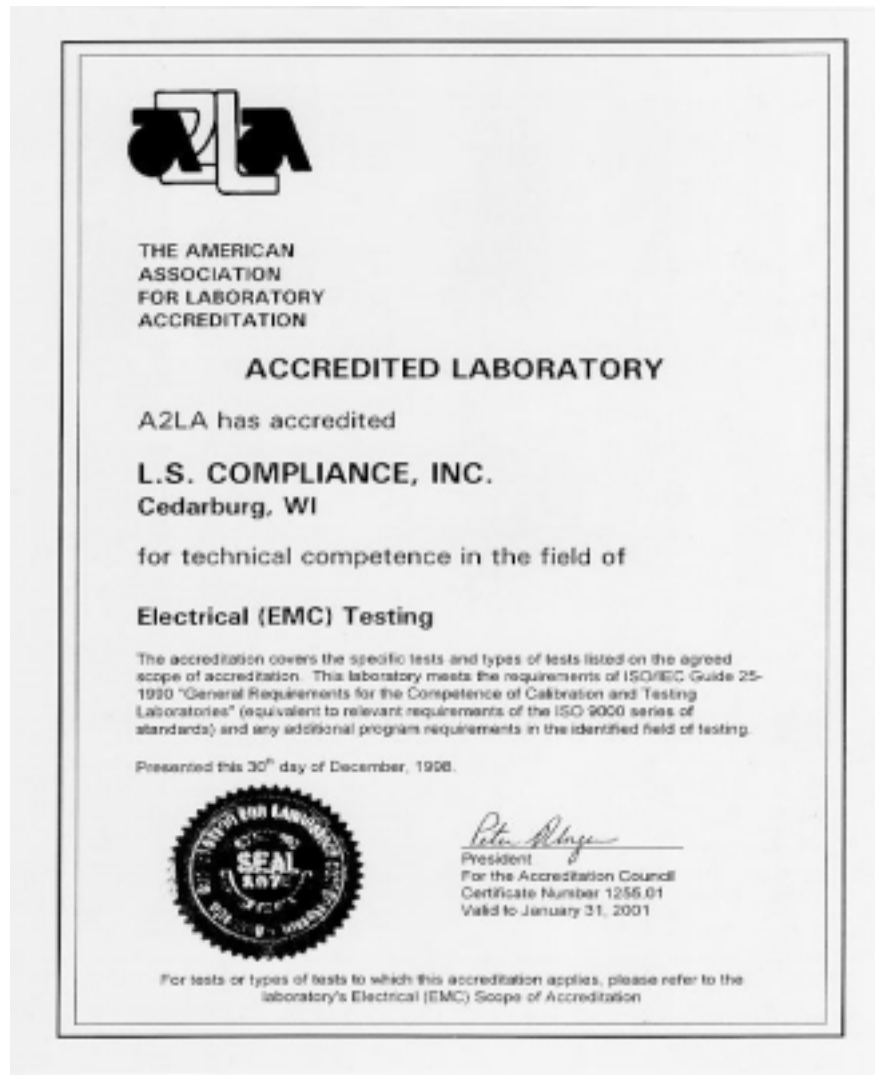 A2LA
THE AMERICAN
ASSOCIATION
FOR LABORATORY
ACCREDITATION
ACCREDITED LABORATORY
A2LA has accredited
L.S. COMPLIANCE, INC.
Cedarburg, WI
for technical competence in the field of
Electrical (EMC) Testing
The accreditation covers the specific tests and types of tests listed on the agreed
scope of accreditation. This laboratory meets the requirements of ISO/IEC Guide 25-
1990 "General Requirements for the Competence of Calibration and Testing
Laboratories" (equivalent to relevant requirements of the ISO 9000 series of
standards) and any additional program requirements in the identified field of testing.
Presented this 30th day of December, 1998.
SEAL
Peter
President
For the Accreditation Council
Certificate Number 1255.01
Valid to January 31, 2001
For tests or types of tests to which this accreditation applies, please refer to the
laboratory's Electrical (EMC) Scope of Accreditation